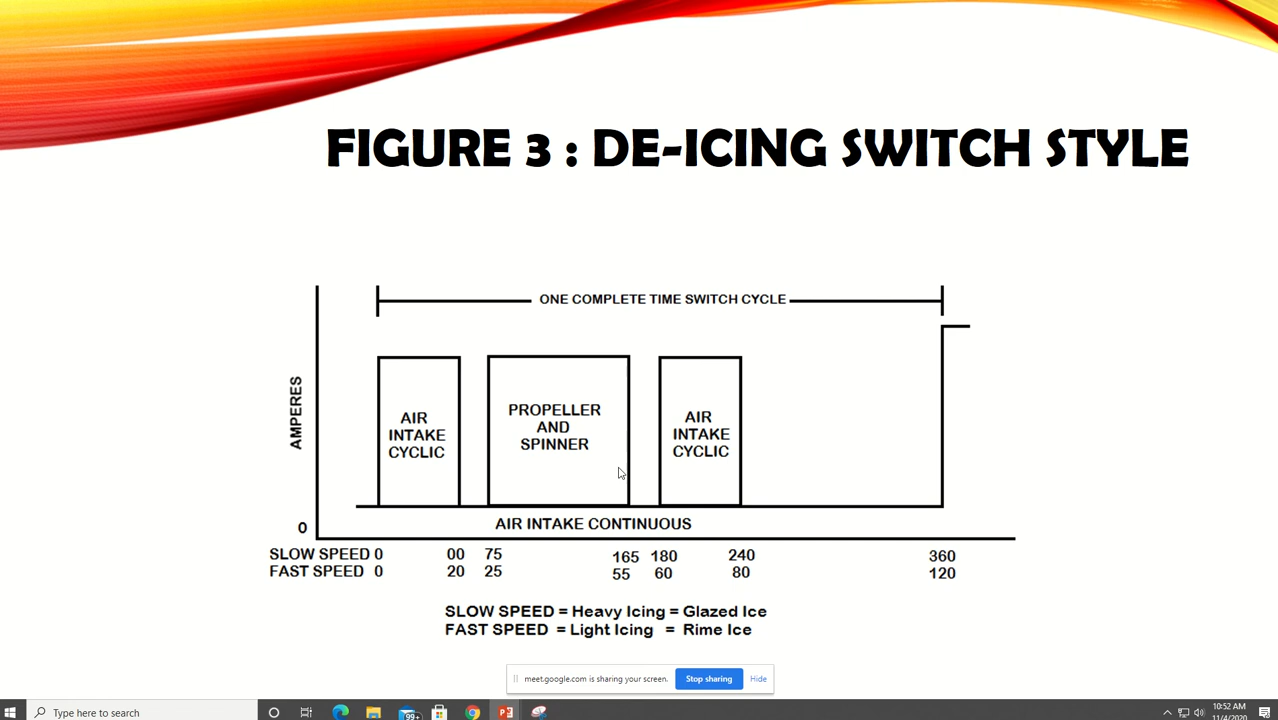 FIGURE 3 : DE-ICING SWITCH STYLE
ONE COMPLETE TIME SWITCH CYCLE
AMPERES
AIR
INTAKE
CYCLIC
PROPELLER
AND
SPINNER
AIR
INTAKE
CYCLIC
0
AIR INTAKE CONTINUOUS
SLOW SPEED 0 00 75 165 180 240 360
FAST SPEED 0 20 25 55 60 80 120
SLOW SPEED = Heavy Icing = Glazed Ice
FAST SPEED = Light Icing = Rime Ice
meet.google.com is sharing your screen. Stop sharing Hide
Type here to search
99+
10:52 AM
11/4/2020